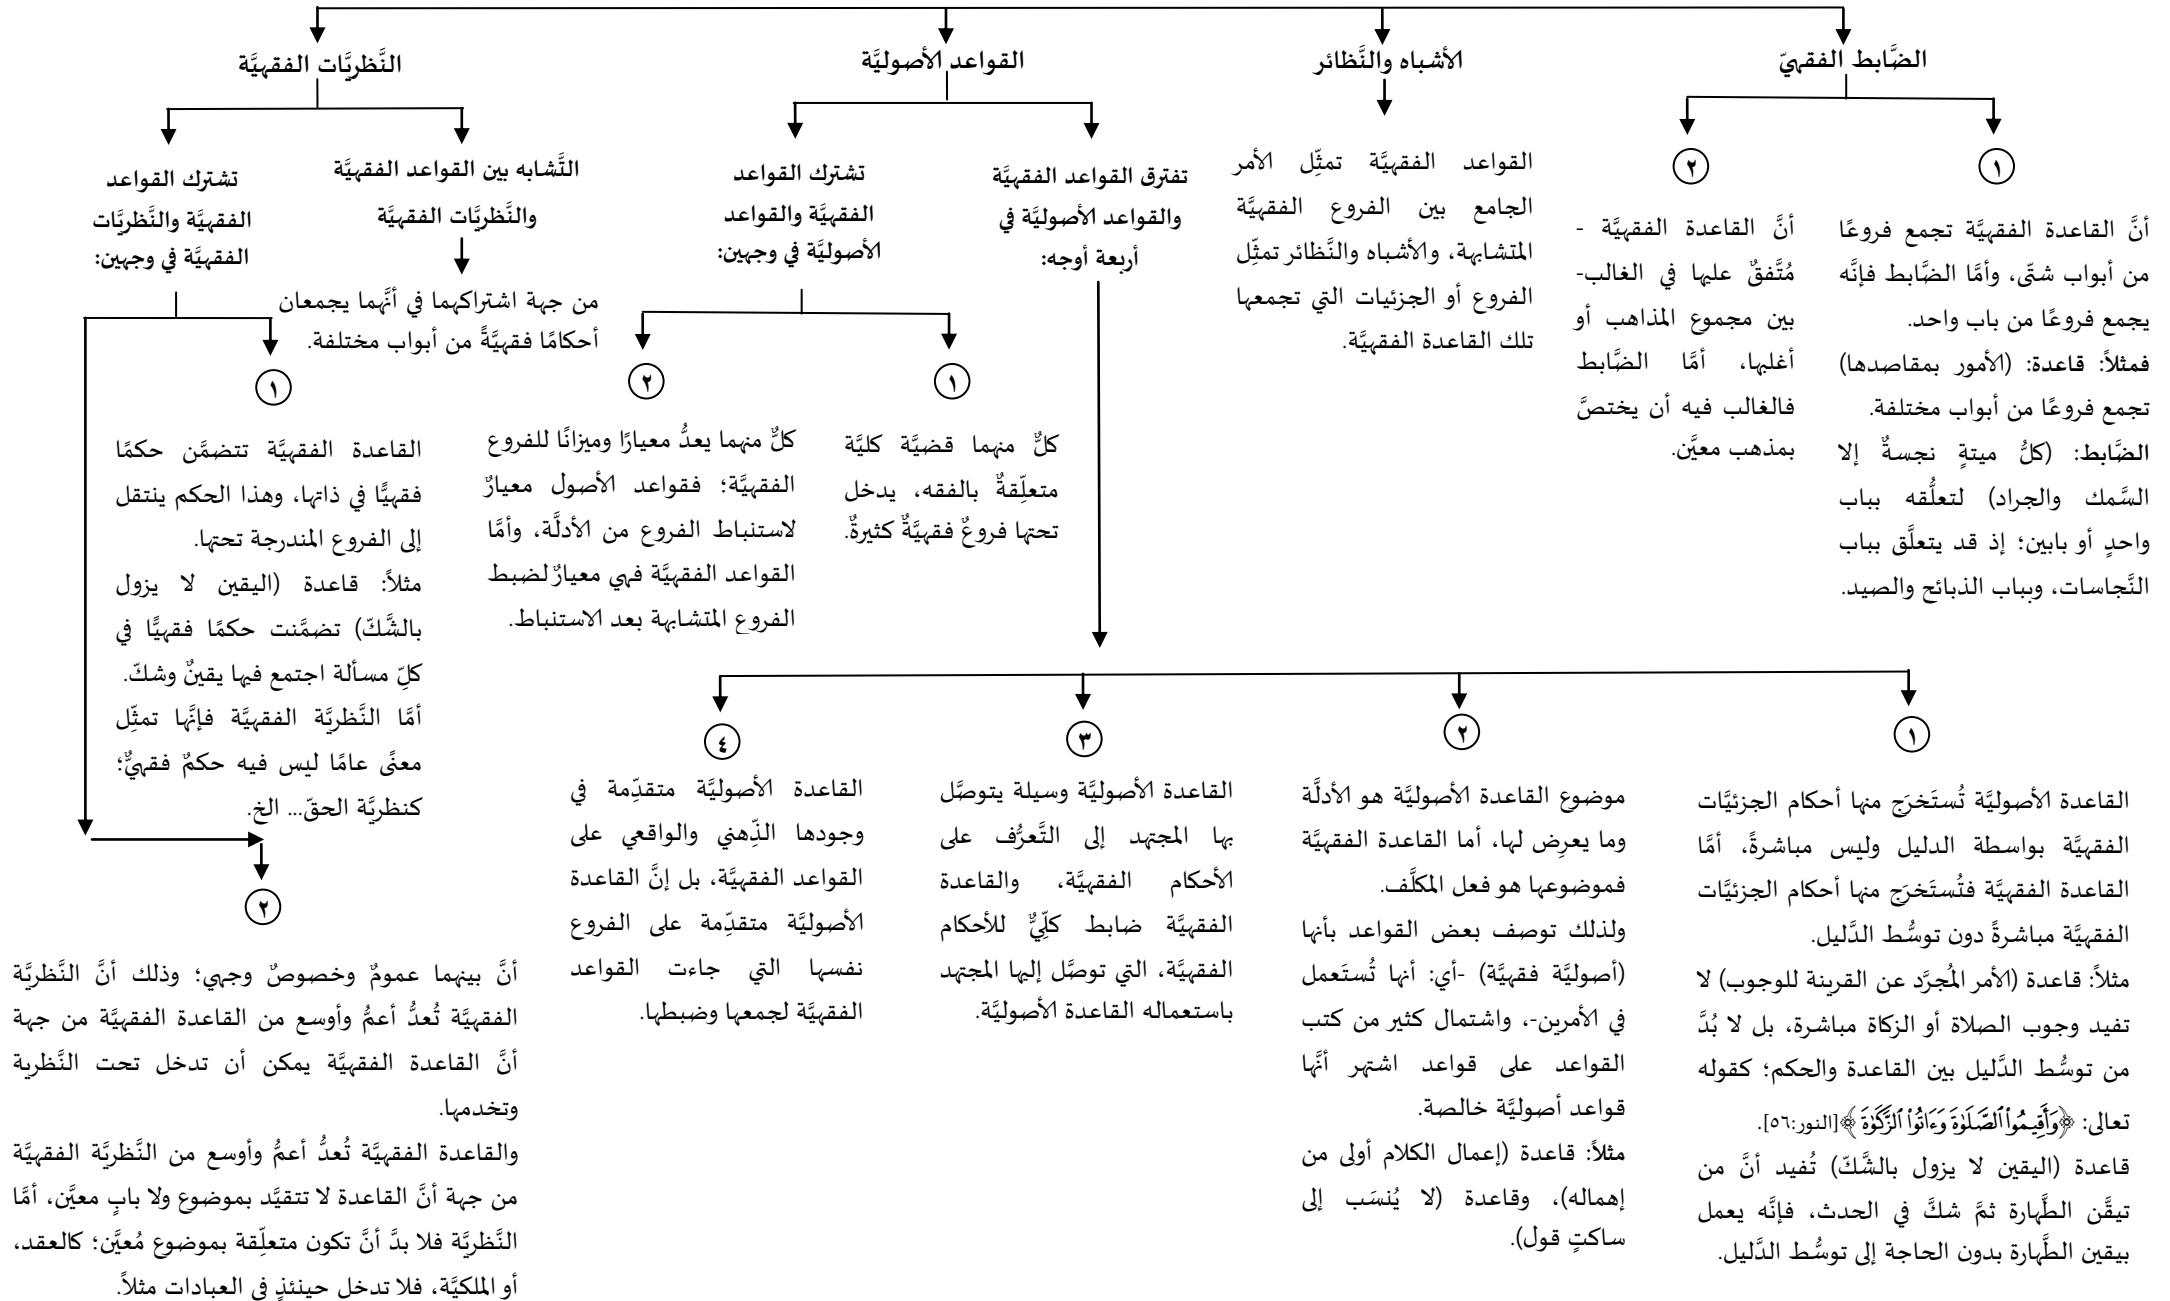 الضَّابط الفقهيّ
١
أنَّ القاعدة الفقهيَّة تجمع فروعًا
من أبواب شتّى، وأمَّا الضَّابط فإنَّه
يجمع فروعًا من باب واحد.
فمثلاً: قاعدة: (الأمور بمقاصدها)
تجمع فروعًا من أبواب مختلفة.
الضَّابط: (كلُّ ميتةٍ نجسةٌ إلا
السَّمك والجراد) لتعلُّقه بباب
واحدٍ أو بابين؛ إذ قد يتعلَّق بباب
النَّجاسات، وبباب الذبائح والصيد.
٢
أنَّ القاعدة الفقهيَّة -
مُتَّفقٌ عليها في الغالب-
بين مجموع المذاهب أو
أغلبها، أمَّا الضَّابط
فالغالب فيه أن يختصَّ
بمذهب معيَّن.
الأشباه والنَّظائر
القواعد الفقهيَّة تمثِّل الأمر
الجامع بين الفروع الفقهيَّة
المتشابهة، والأشباه والنَّظائر تمثِّل
الفروع أو الجزئيات التي تجمعها
تلك القاعدة الفقهيَّة.
القواعد الأصوليَّة
تفترق القواعد الفقهيَّة
والقواعد الأصوليَّة في
أربعة أوجه:
تشترك القواعد
الفقهيَّة والقواعد
الأصوليَّة في وجهين:
١
كلٌّ منهما قضيَّة كليَّة
متعلِّقةٌ بالفقه، يدخل
تحتها فروعٌ فقهيَّةٌ كثيرةٌ.
٢
كلٌّ منهما يعدُّ معيارًا وميزانًا للفروع
الفقهيَّة؛ فقواعد الأصول معيارٌ
لاستنباط الفروع من الأدلَّة، وأمَّا
القواعد الفقهيَّة فهي معيارٌ لضبط
الفروع المتشابهة بعد الاستنباط.
١
القاعدة الأصوليَّة تُستَخرَج منها أحكام الجزئيَّات
الفقهيَّة بواسطة الدليل وليس مباشرةً، أمَّا
القاعدة الفقهيَّة فتُستَخرَج منها أحكام الجزئيَّات
الفقهيَّة مباشرةً دون توسُّط الدَّليل.
مثلاً: قاعدة (الأمر المُجرَّد عن القرينة للوجوب) لا
تفيد وجوب الصلاة أو الزكاة مباشرة، بل لا بُدَّ
من توسُّط الدَّليل بين القاعدة والحكم؛ كقوله
تعالى: ﴿وَأَقِيمُواْ ٱلصَّلَوٰةَ وَءَاتُواْ ٱلزَّكَوٰةَ﴾ [النور:٥٦].
قاعدة (اليقين لا يزول بالشَّكّ) تُفيد أنَّ من
تيقَّن الطَّهارة ثمَّ شكَّ في الحدث، فإنَّه يعمل
بيقين الطَّهارة بدون الحاجة إلى توسُّط الدَّليل.
٢
موضوع القاعدة الأصوليَّة هو الأدلَّة
وما يعرِض لها، أما القاعدة الفقهيَّة
فموضوعها هو فعل المكلَّف.
ولذلك توصف بعض القواعد بأنها
(أصوليَّة فقهيَّة) -أي: أنها تُستَعمل
في الأمرين-، واشتمال كثير من كتب
القواعد على قواعد اشتهر أنَّها
قواعد أصوليَّة خالصة.
مثلاً: قاعدة (إعمال الكلام أولى من
إهماله)، وقاعدة (لا يُنسَب إلى
ساكتٍ قول).
٣
القاعدة الأصوليَّة وسيلة يتوصَّل
بها المجتهد إلى التَّعرُّف على
الأحكام الفقهيَّة، والقاعدة
الفقهيَّة ضابط كلِّيٌّ للأحكام
الفقهيَّة، التي توصَّل إليها المجتهد
باستعماله القاعدة الأصوليَّة.
٤
القاعدة الأصوليَّة متقدِّمة في
وجودها الذِّهني والواقعي على
القواعد الفقهيَّة، بل إنَّ القاعدة
الأصوليَّة متقدِّمة على الفروع
نفسها التي جاءت القواعد
الفقهيَّة لجمعها وضبطها.
النَّظريَّات الفقهيَّة
التَّشابه بين القواعد الفقهيَّة
والنَّظريَّات الفقهيَّة
من جهة اشتراكهما في أنَّهما يجمعان
أحكامًا فقهيَّةً من أبواب مختلفة.
تشترك القواعد
الفقهيَّة والنَّظريَّات
الفقهيَّة في وجهين:
١
القاعدة الفقهيَّة تتضمَّن حكمًا
فقهيًّا في ذاتها، وهذا الحكم ينتقل
إلى الفروع المندرجة تحتها.
مثلاً: قاعدة (اليقين لا يزول
بالشَّكّ) تضمَّنت حكمًا فقهيًّا في
كلّ مسألة اجتمع فيها يقينٌ وشكّ.
أمَّا النَّظريَّة الفقهيَّة فإنَّها تمثِّل
معنًى عامًا ليس فيه حكمٌ فقهيٌّ؛
كنظريَّة الحقّ... الخ.
٢
أنَّ بينهما عمومٌ وخصوصٌ وجهي؛ وذلك أنَّ النَّظريَّة
الفقهيَّة تُعدُّ أعمُّ وأوسع من القاعدة الفقهيَّة من جهة
أنَّ القاعدة الفقهيَّة يمكن أن تدخل تحت النَّظرية
وتخدمها.
والقاعدة الفقهيَّة تُعدُّ أعمُّ وأوسع من النَّظريَّة الفقهيَّة
من جهة أنَّ القاعدة لا تتقيَّد بموضوع ولا بابٍ معيَّن، أمَّا
النَّظريَّة فلا بدَّ أنَّ تكون متعلِّقة بموضوع مُعيَّن؛ كالعقد،
أو الملكيَّة، فلا تدخل حينئذٍ في العبادات مثلاً.